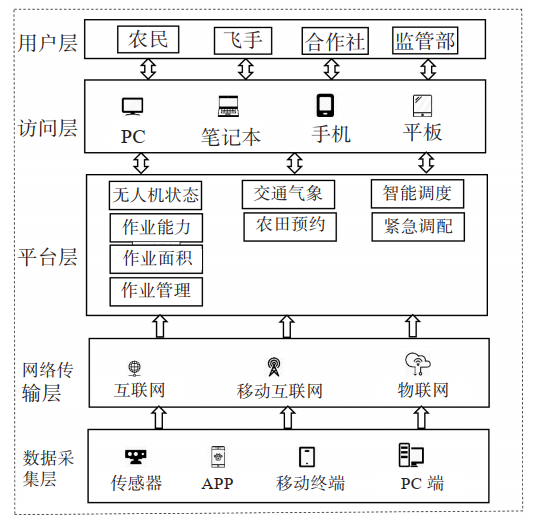 用户层
农民 飞手 合作社 监管部
访问层
PC 笔记本 手机 平板
平台层
无人机状态 交通气象 智能调度
作业能力 农田预约 紧急调配
作业面积
作业管理
网络传
输层
互联网 移动互联网 物联网
数据采
集层
传感器 APP 移动终端 PC 端